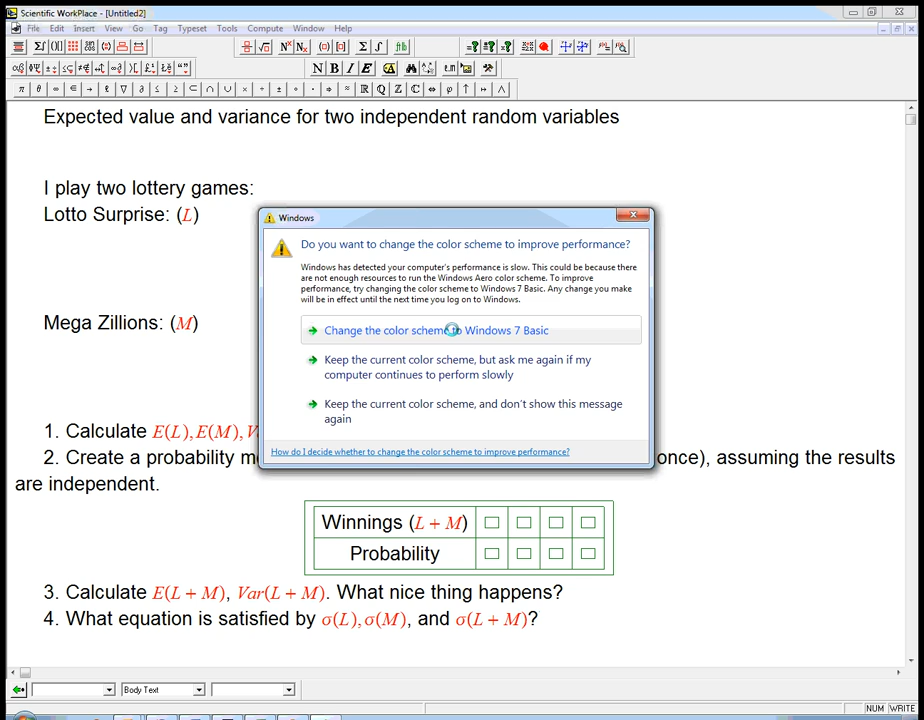 Scientific WorkPlace - [Untitled2]
File Edit Insert View Go Tag Typeset Tools Compute Window Help
Expected value and variance for two independent random variables
I play two lottery games:
Lotto Surprise: (L)
Windows
Do you want to change the color scheme to improve performance?
Windows has detected your computer's performance is slow. This could be because there
are not enough resources to run the Windows Aero color scheme. To improve
performance, try changing the color scheme to Windows 7 Basic. Any change you make
will be in effect until the next time you log on to Windows.
Mega Zillions: (M)
Change the color scheme to Windows 7 Basic
Keep the current color scheme, but ask me again if my
computer continues to perform slowly
Keep the current color scheme, and don't show this message
again
How do I decide whether to change the color scheme to improve performance?
1. Calculate E(L), E(M), V
2. Create a probability m once), assuming the results
are independent.
Winnings (L + M)
Probability
3. Calculate E(L + M), Var(L + M). What nice thing happens?
4. What equation is satisfied by σ(L), σ(M), and σ(L + M)?
Body Text
NUM WRITE